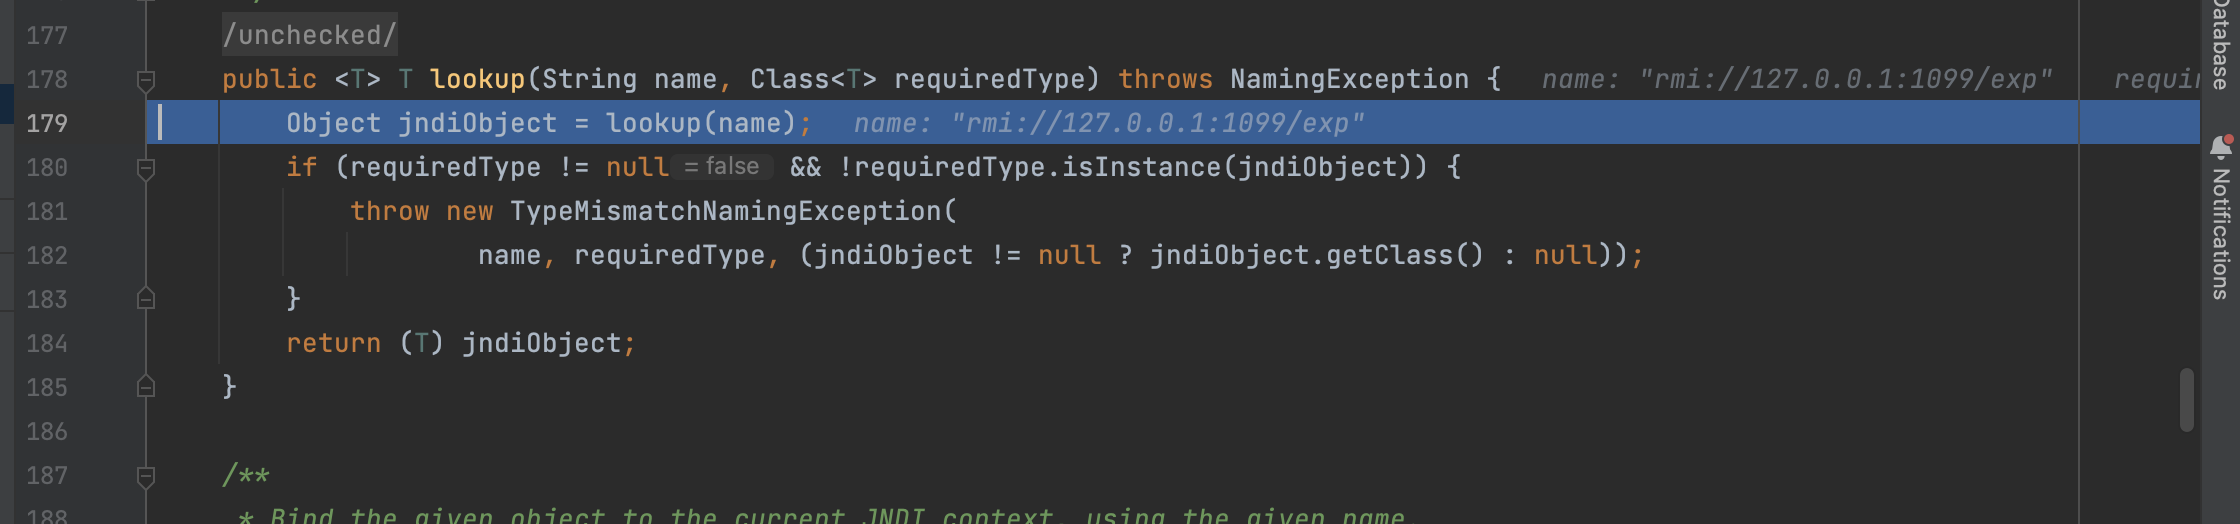 177 /unchecked/
178 public <T> T lookup(String name, Class<T> requiredType) throws NamingException { name: "rmi://127.0.0.1:1099/exp"
179 Object jndiObject = lookup(name); name: "rmi://127.0.0.1:1099/exp"
180 if (requiredType != null = false && !requiredType.isInstance(jndiObject)) {
181 throw new TypeMismatchNamingException(
182 name, requiredType, (jndiObject != null ? jndiObject.getClass() : null));
183 }
184 return (T) jndiObject;
185 }
186
187 /**
188 * Bind the given object to the current JNDI context, using the given name.
Database
Notifications